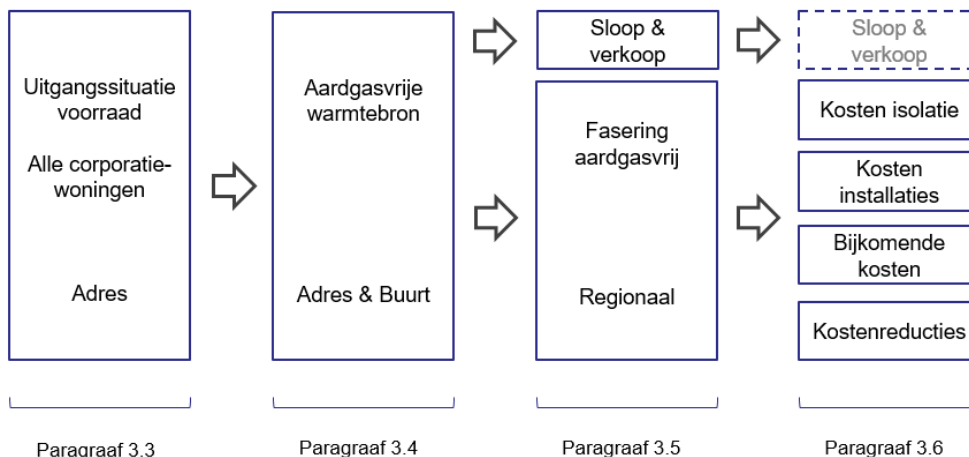 Uitgangssituatie
voorraad
Alle corporatie-
woningen
Adres
Aardgasvrije
warmtebron
Adres & Buurt
Sloop &
verkoop
Fasering
aardgasvrij
Regionaal
Sloop &
verkoop
Kosten isolatie
Kosten
installaties
Bijkomende
kosten
Kostenreducties
Paragraaf 3.3
Paragraaf 3.4
Paragraaf 3.5
Paragraaf 3.6